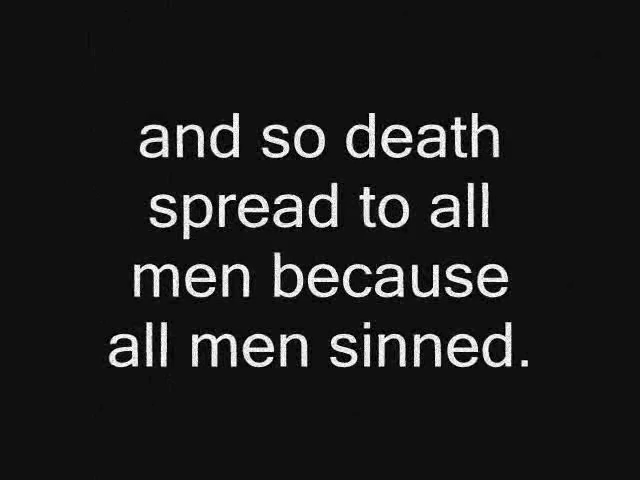 and so death
spread to all
men because
all men sinned.